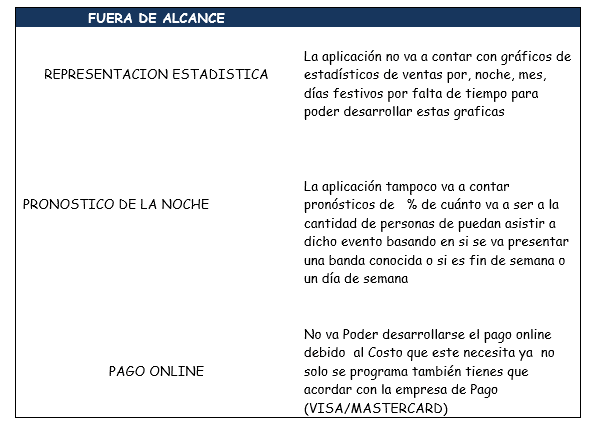 FUERA DE ALCANCE
REPRESENTACION ESTADISTICA
La aplicación no va a contar con gráficos de
estadísticos de ventas por, noche, mes,
días festivos por falta de tiempo para
poder desarrollar estas graficas
PRONOSTICO DE LA NOCHE
La aplicación tampoco va a contar
pronósticos de % de cuánto va a ser a la
cantidad de personas de puedan asistir a
dicho evento basando en si se va presentar
una banda conocida o si es fin de semana o
un día de semana
PAGO ONLINE
No va Poder desarrollarse el pago online
debido al Costo que este necesita ya no
solo se programa también tienes que
acordar con la empresa de Pago
(VISA/MASTERCARD)